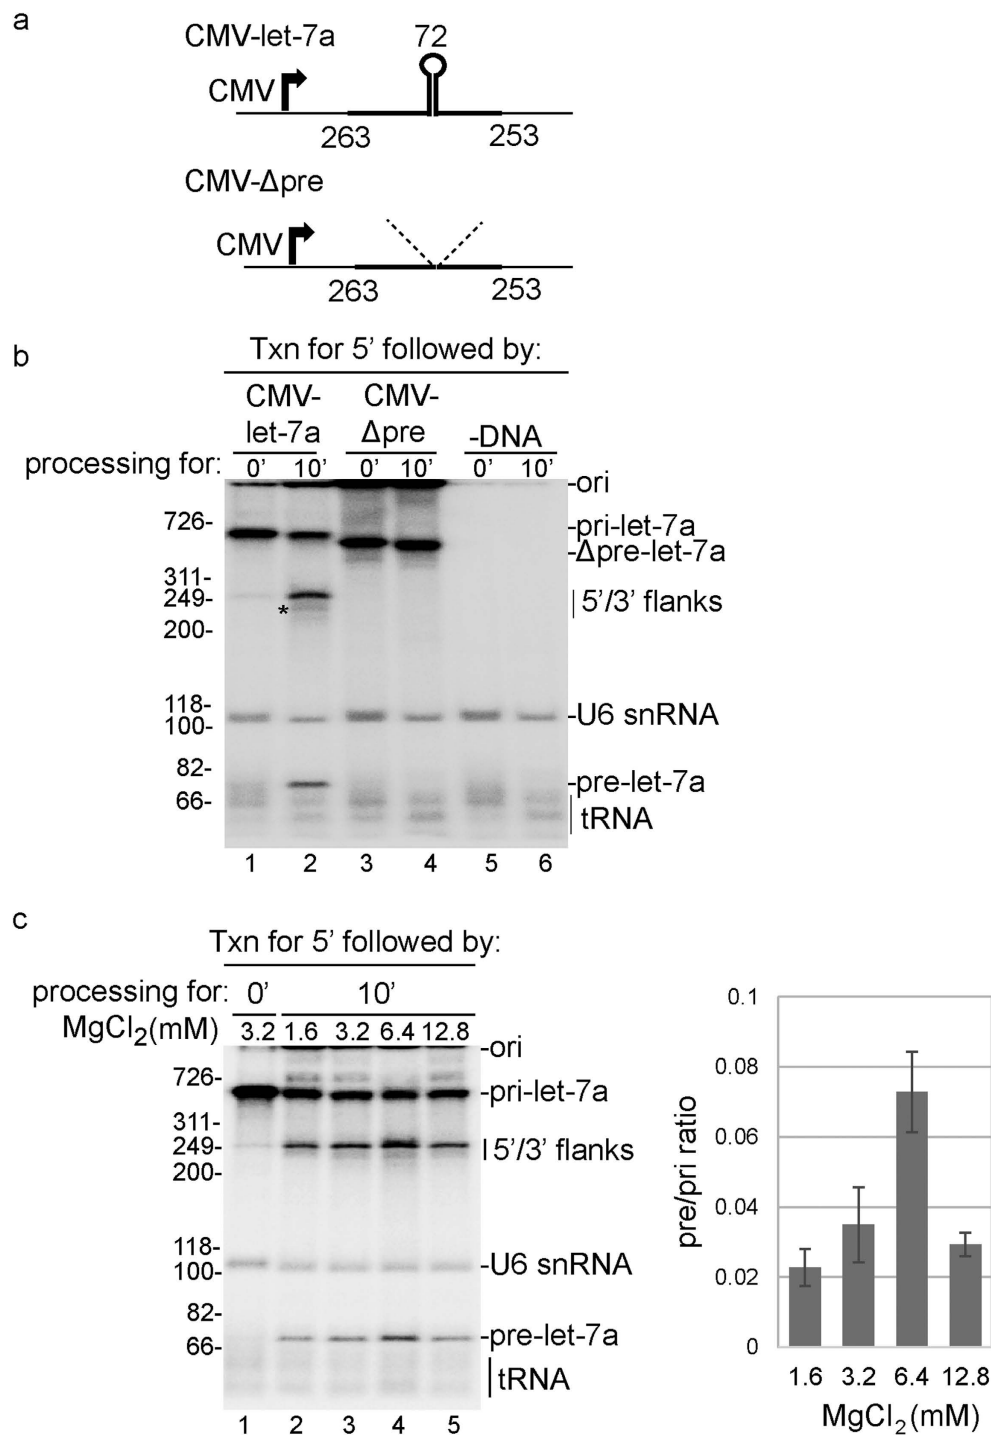 a
CMV-let-7a
72
CMV
263 253
CMV-Δpre
CMV
263 253
b
Txn for 5’ followed by:
CMV-let-7a CMV-Δpre -DNA
processing for: 0’ 10’ 0’ 10’ 0’ 10’
-ori
726-
-pri-let-7a
-Δpre-let-7a
311-
249-
5’/3’ flanks
*
200-
118-
-U6 snRNA
100-
82-
-pre-let-7a
66-
tRNA
1 2 3 4 5 6
c
Txn for 5’ followed by:
processing for: 0’ 10’
MgCl2(mM) 3.2 1.6 3.2 6.4 12.8
-ori
726-
-pri-let-7a
311-
249-
5’/3’ flanks
200-
118-
-U6 snRNA
100-
82-
-pre-let-7a
66-
tRNA
1 2 3 4 5
pre/pri ratio
0.1
0.08
0.06
0.04
0.02
0
1.6 3.2 6.4 12.8
MgCl2(mM)